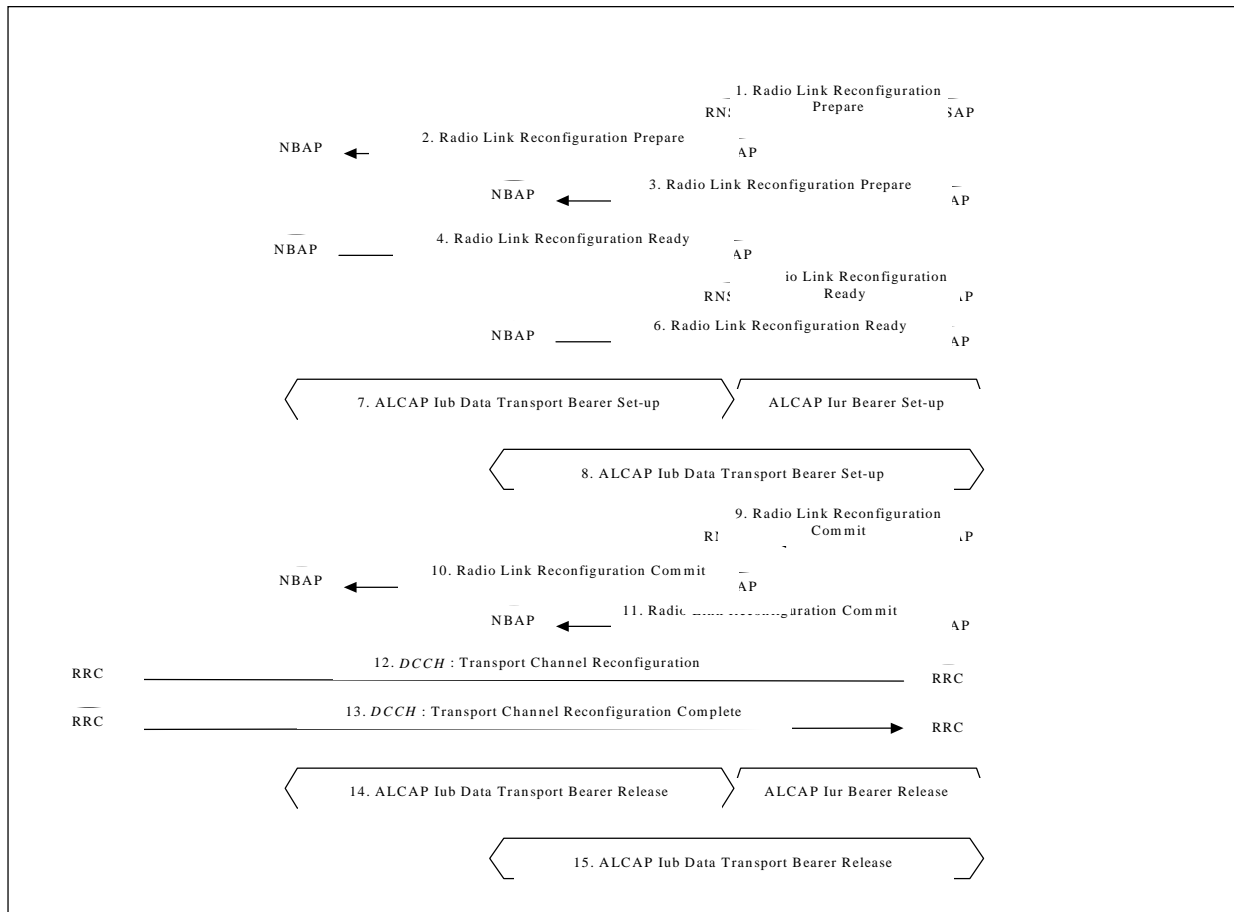 1. Radio Link Reconfiguration
Prepare
2. Radio Link Reconfiguration Prepare
NBAP
3. Radio Link Reconfiguration Prepare
NBAP
4. Radio Link Reconfiguration Ready
NBAP
Link Reconfiguration
Ready
6. Radio Link Reconfiguration Ready
NBAP
7. ALCAP Iub Data Transport Bearer Set-up
ALCAP Iur Bearer Set-up
8. ALCAP Iub Data Transport Bearer Set-up
9. Radio Link Reconfiguration
Commit
10. Radio Link Reconfiguration Commit
NBAP
11. Commit
NBAP
12. DCCH : Transport Channel Reconfiguration
RRC
RRC
13. DCCH : Transport Channel Reconfiguration Complete
RRC
RRC
14. ALCAP Iub Data Transport Bearer Release
ALCAP Iur Bearer Release
15. ALCAP Iub Data Transport Bearer Release